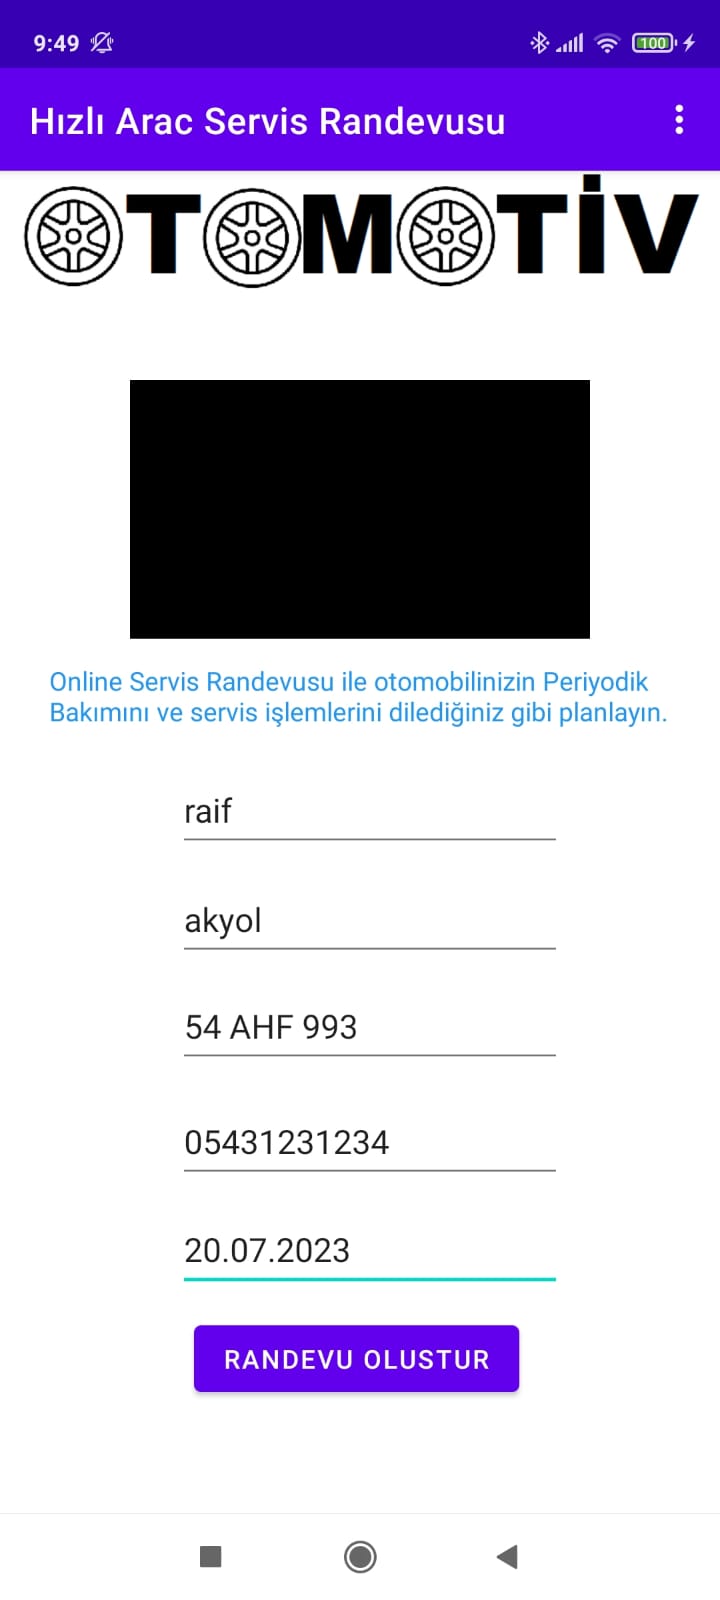 9:49
100
Hızlı Arac Servis Randevusu
OTOMOTİV
Online Servis Randevusu ile otomobilinizin Periyodik
Bakımını ve servis işlemlerini dilediğiniz gibi planlayın.
raif
akyol
54 AHF 993
05431231234
20.07.2023
RANDEVU OLUSTUR